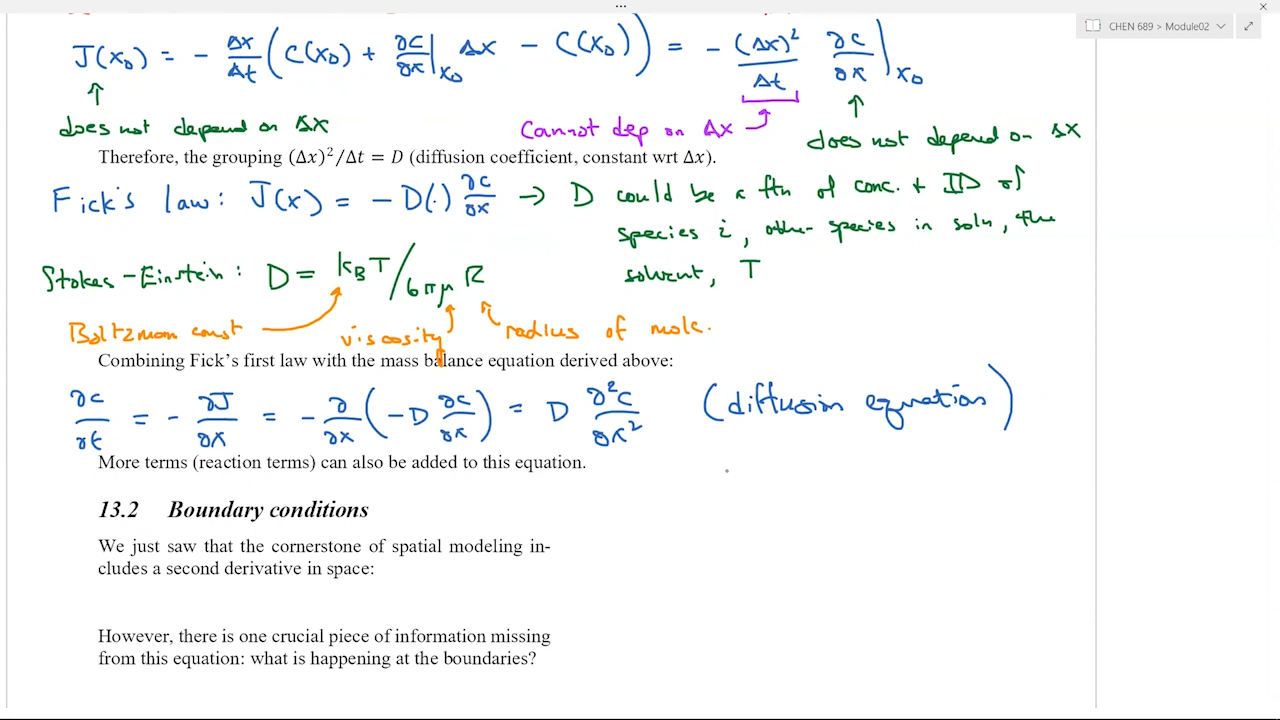 CHEN 689 > Module02
J(x₀) = - Δx/Δt (C(x₀) + ∂C/∂x|x₀ Δx - C(x₀)) = - (Δx)²/Δt ∂C/∂x|x₀
does not depend on Δx
Cannot dep on Δx
does not depend on Δx
Therefore, the grouping (Δx)²/Δt = D (diffusion coefficient, constant wrt Δx).
Fick's law: J(x) = - D(·) ∂C/∂x → D could be a ftn of conc. + ID of
species i, other species in soln, the
solvent, T
Stokes-Einstein: D = k_B T / 6πμ R
Boltzman const
viscosity
radius of molc.
Combining Fick's first law with the mass balance equation derived above:
∂C/∂t = - ∂J/∂x = - ∂/∂x (-D ∂C/∂x) = D ∂²C/∂x² (diffusion equation)
More terms (reaction terms) can also be added to this equation.
13.2 Boundary conditions
We just saw that the cornerstone of spatial modeling in-
cludes a second derivative in space:
However, there is one crucial piece of information missing
from this equation: what is happening at the boundaries?